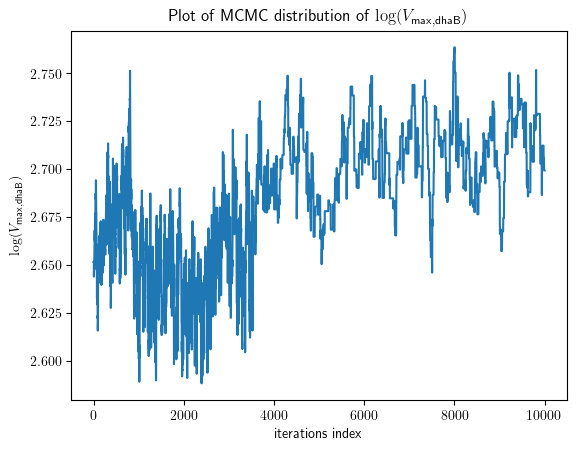 Plot of MCMC distribution of log(V_max,dhaB)
log(V_max,dhaB)
2.750
2.725
2.700
2.675
2.650
2.625
2.600
0 2000 4000 6000 8000 10000
iterations index